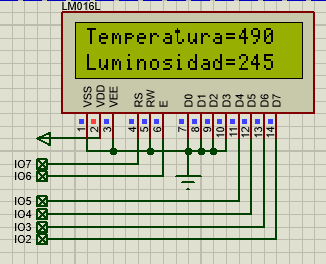 LM016L
Temperatura=490
Luminosidad=245
VSS VDD VEE RS RW E D0 D1 D2 D3 D4 D5 D6 D7
1 2 3 4 5 6 7 8 9 10 11 12 13 14
IO7
IO6
IO5
IO4
IO3
IO2